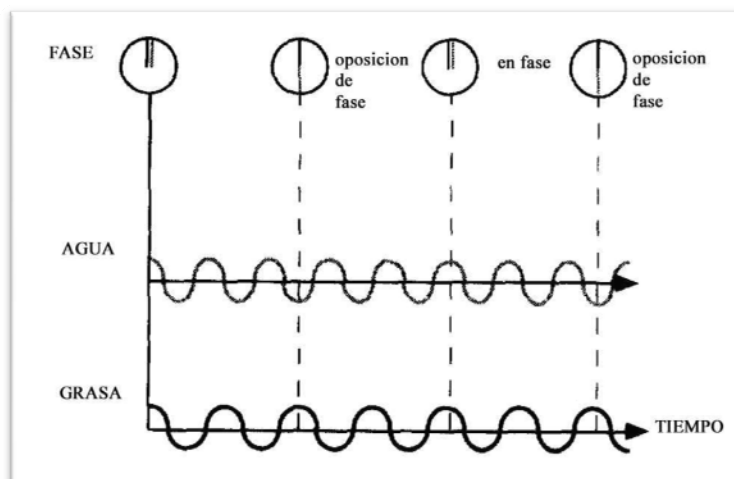 FASE
oposicion
de
fase
en fase
oposicion
de
fase
AGUA
GRASA
TIEMPO